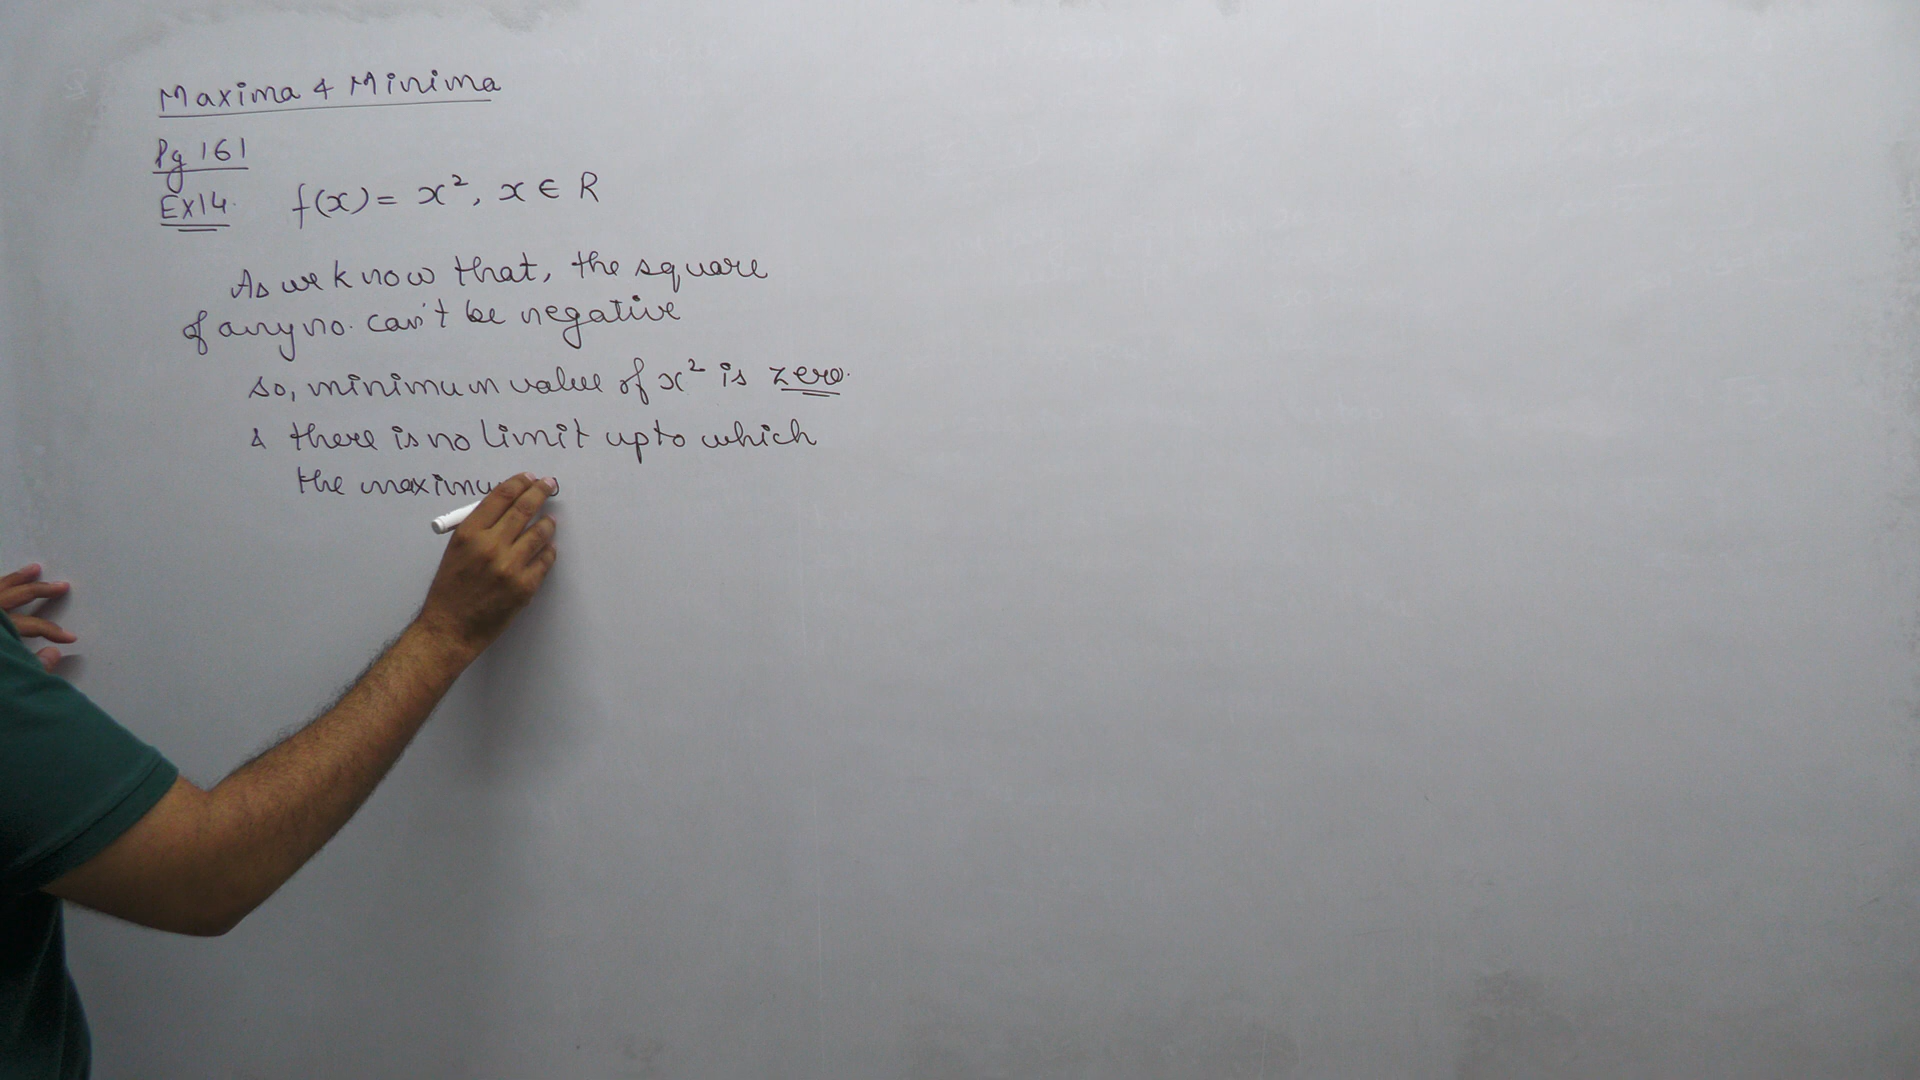 Maxima & Minima
Pg 161
Ex14. f(x) = x², x ∈ R
As we know that, the square
of any no. can't be negative
so, minimum value of x² is zero.
& there is no limit upto which
the